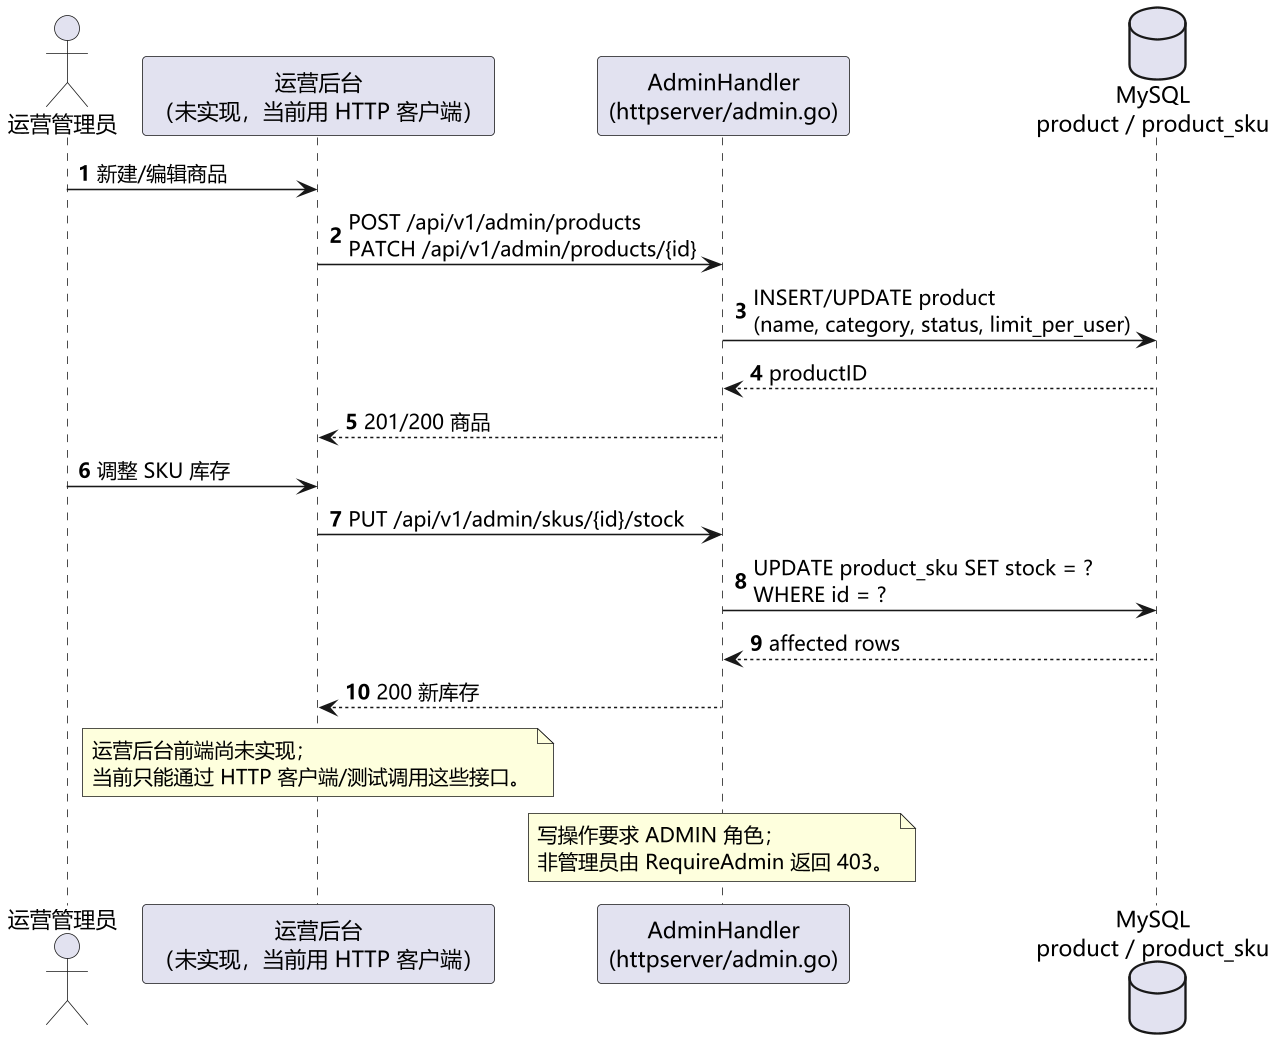 运营管理员
运营后台
（未实现，当前用 HTTP 客户端）
AdminHandler
(httpserver/admin.go)
MySQL
product / product_sku
1 新建/编辑商品
2 POST /api/v1/admin/products
PATCH /api/v1/admin/products/{id}
3 INSERT/UPDATE product
(name, category, status, limit_per_user)
4 productID
5 201/200 商品
6 调整 SKU 库存
7 PUT /api/v1/admin/skus/{id}/stock
8 UPDATE product_sku SET stock = ?
WHERE id = ?
9 affected rows
10 200 新库存
运营后台前端尚未实现；
当前只能通过 HTTP 客户端/测试调用这些接口。
写操作要求 ADMIN 角色；
非管理员由 RequireAdmin 返回 403。
运营管理员
运营后台
（未实现，当前用 HTTP 客户端）
AdminHandler
(httpserver/admin.go)
MySQL
product / product_sku